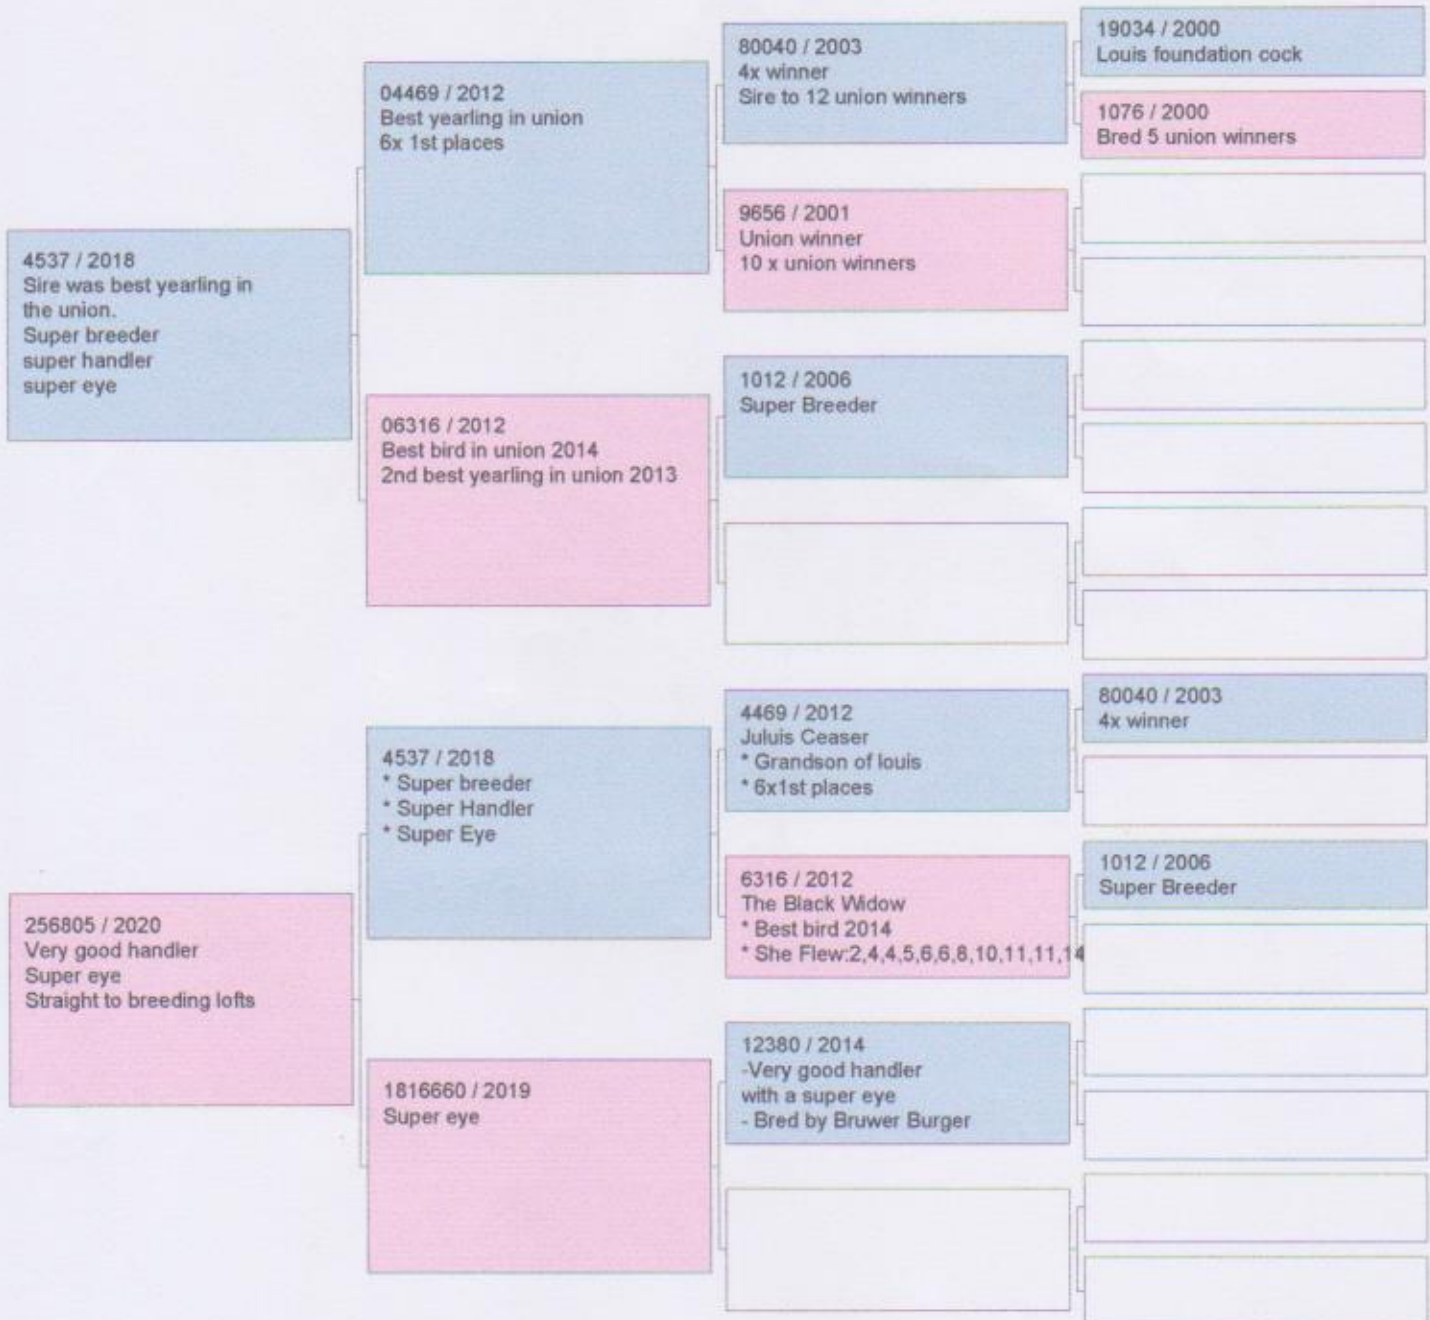 4537 / 2018
Sire was best yearling in
the union.
Super breeder
super handler
super eye
04469 / 2012
Best yearling in union
6x 1st places
06316 / 2012
Best bird in union 2014
2nd best yearling in union 2013
80040 / 2003
4x winner
Sire to 12 union winners
9656 / 2001
Union winner
10 x union winners
1012 / 2006
Super Breeder
19034 / 2000
Louis foundation cock
1076 / 2000
Bred 5 union winners
256805 / 2020
Very good handler
Super eye
Straight to breeding lofts
4537 / 2018
* Super breeder
* Super Handler
* Super Eye
1816660 / 2019
Super eye
4469 / 2012
Juluis Ceaser
* Grandson of louis
* 6x1st places
6316 / 2012
The Black Widow
* Best bird 2014
* She Flew:2,4,4,5,6,6,8,10,11,11,14
12380 / 2014
-Very good handler
with a super eye
- Bred by Bruwer Burger
80040 / 2003
4x winner
1012 / 2006
Super Breeder